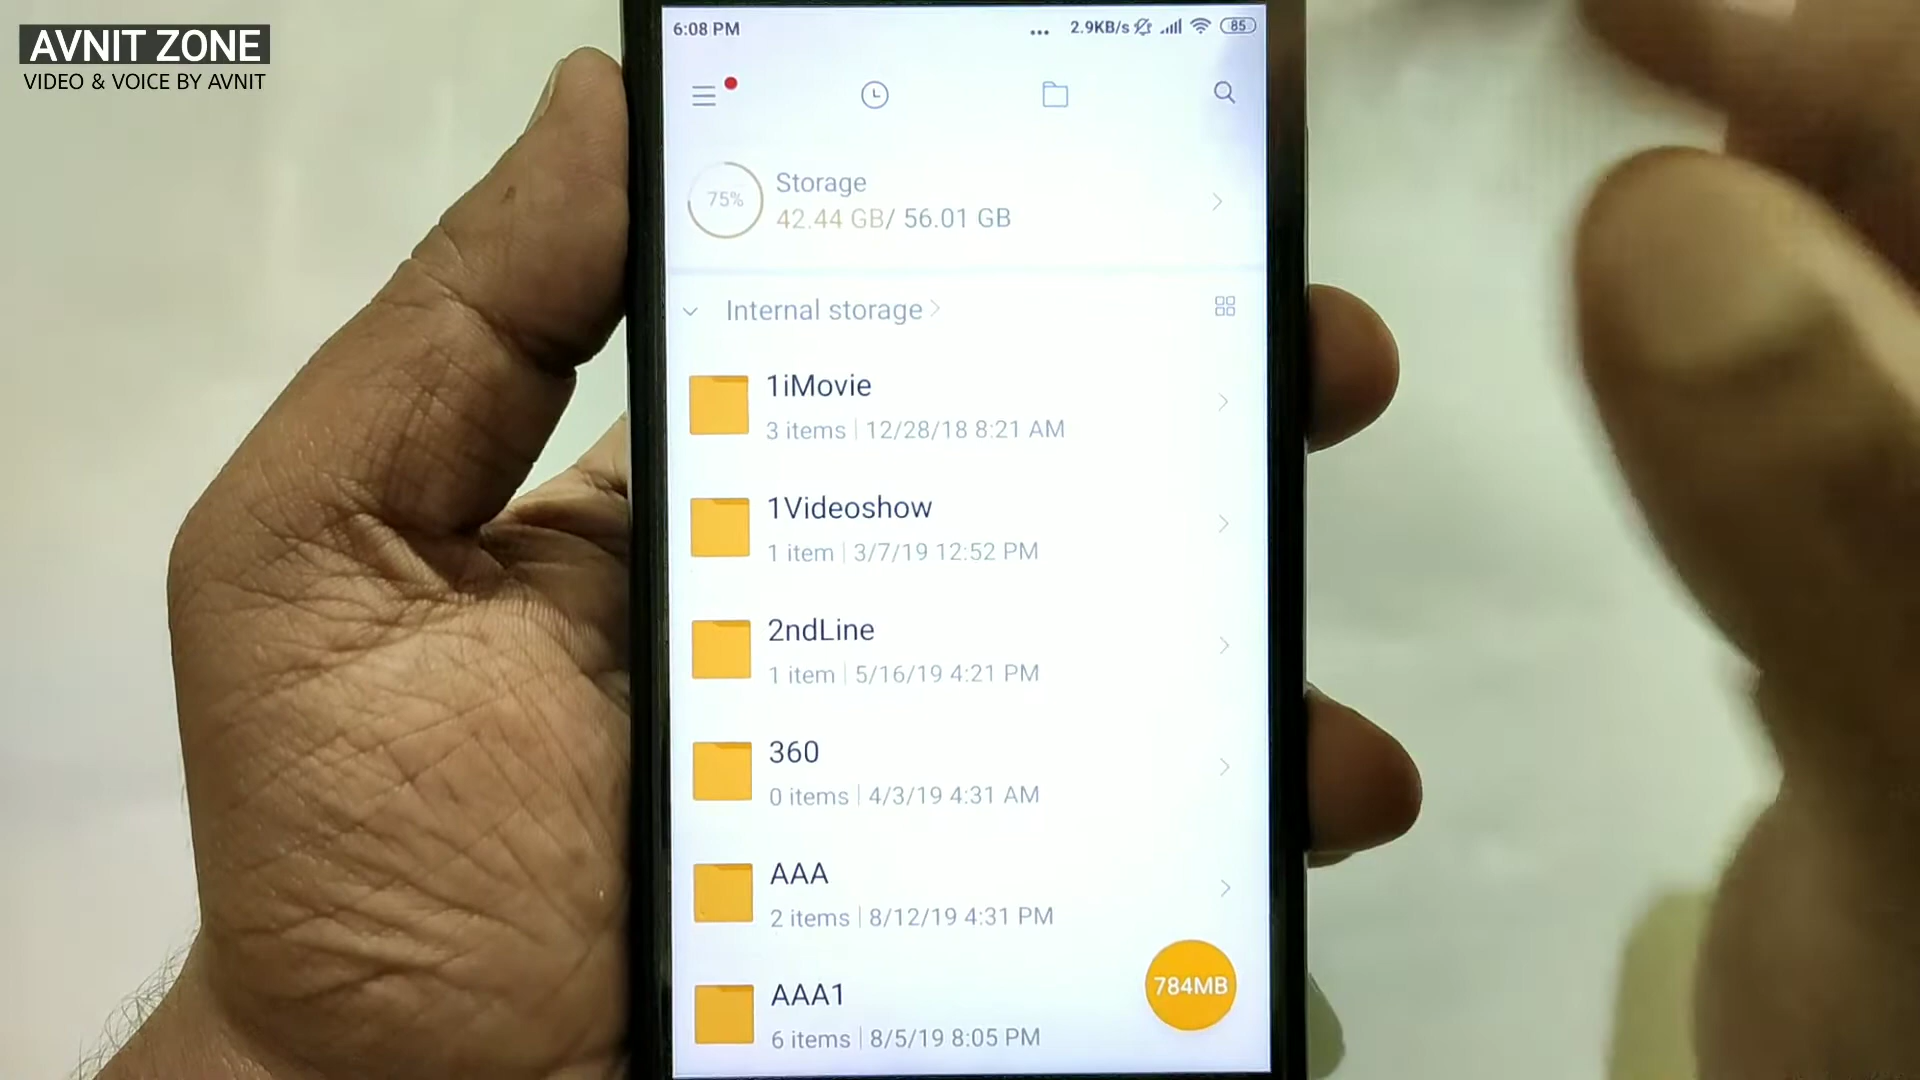 AVNIT ZONE
VIDEO & VOICE BY AVNIT
6:08 PM
... 2.9KB/s 85
75%
Storage
42.44 GB/ 56.01 GB
Internal storage
1iMovie
3 items | 12/28/18 8:21 AM
1Videoshow
1 item | 3/7/19 12:52 PM
2ndLine
1 item | 5/16/19 4:21 PM
360
0 items | 4/3/19 4:31 AM
AAA
2 items | 8/12/19 4:31 PM
784MB
AAA1
6 items | 8/5/19 8:05 PM